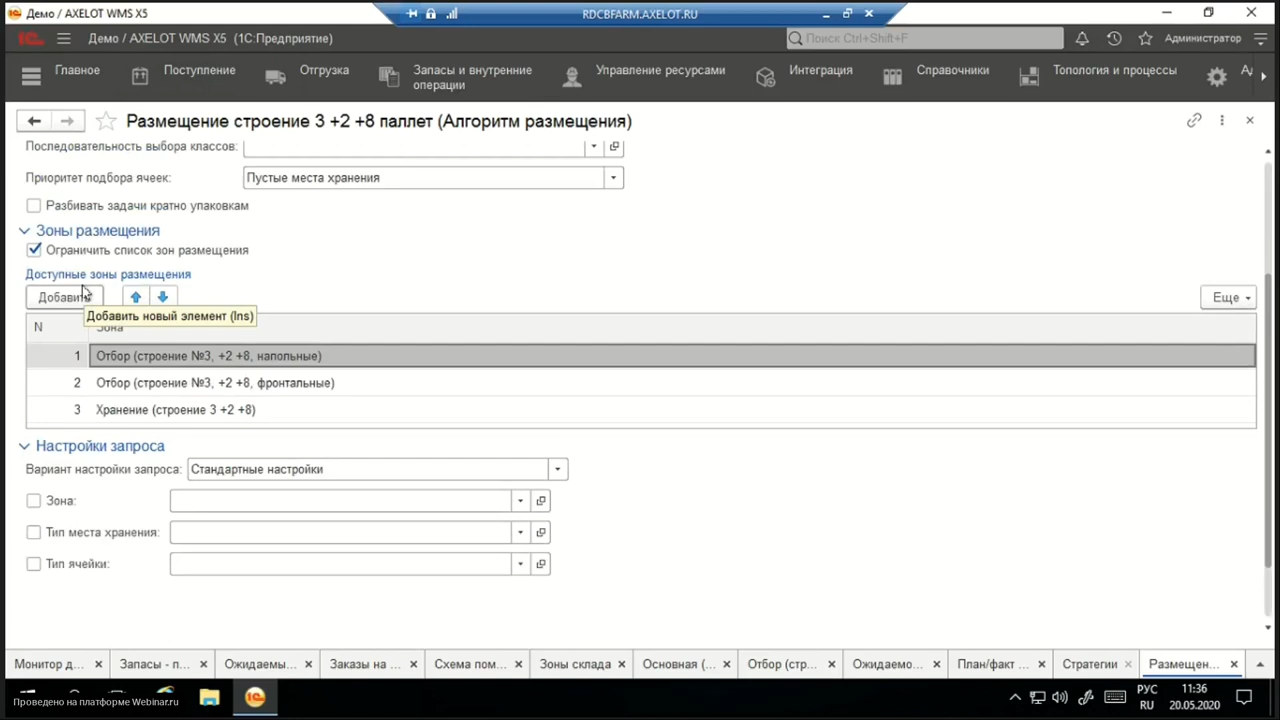 Демо / AXELOT WMS X5
RDCBFARM.AXELOT.RU
Демо / AXELOT WMS X5 (1С:Предприятие)
Поиск Ctrl+Shift+F
Администратор
Главное
Поступление
Отгрузка
Запасы и внутренние
операции
Управление ресурсами
Интеграция
Справочники
Топология и процессы
Размещение строение 3 +2 +8 паллет (Алгоритм размещения)
Последовательность выбора классов:
Приоритет подбора ячеек: Пустые места хранения
Разбивать задачи кратно упаковкам
Зоны размещения
Ограничить список зон размещения
Доступные зоны размещения
Добавить
Еще
Добавить новый элемент (Ins)
N Зона
1 Отбор (строение №3, +2 +8, напольные)
2 Отбор (строение №3, +2 +8, фронтальные)
3 Хранение (строение 3 +2 +8)
Настройки запроса
Вариант настройки запроса: Стандартные настройки
Зона:
Тип места хранения:
Тип ячейки:
Монитор д... Запасы - п... Ожидаемы... Заказы на ... Схема пом... Зоны склада Основная (... Отбор (стр... Ожидаемо... План/факт ... Стратегии Размещен...
Проведено на платформе Webinar.ru
РУС
RU
11:36
20.05.2020